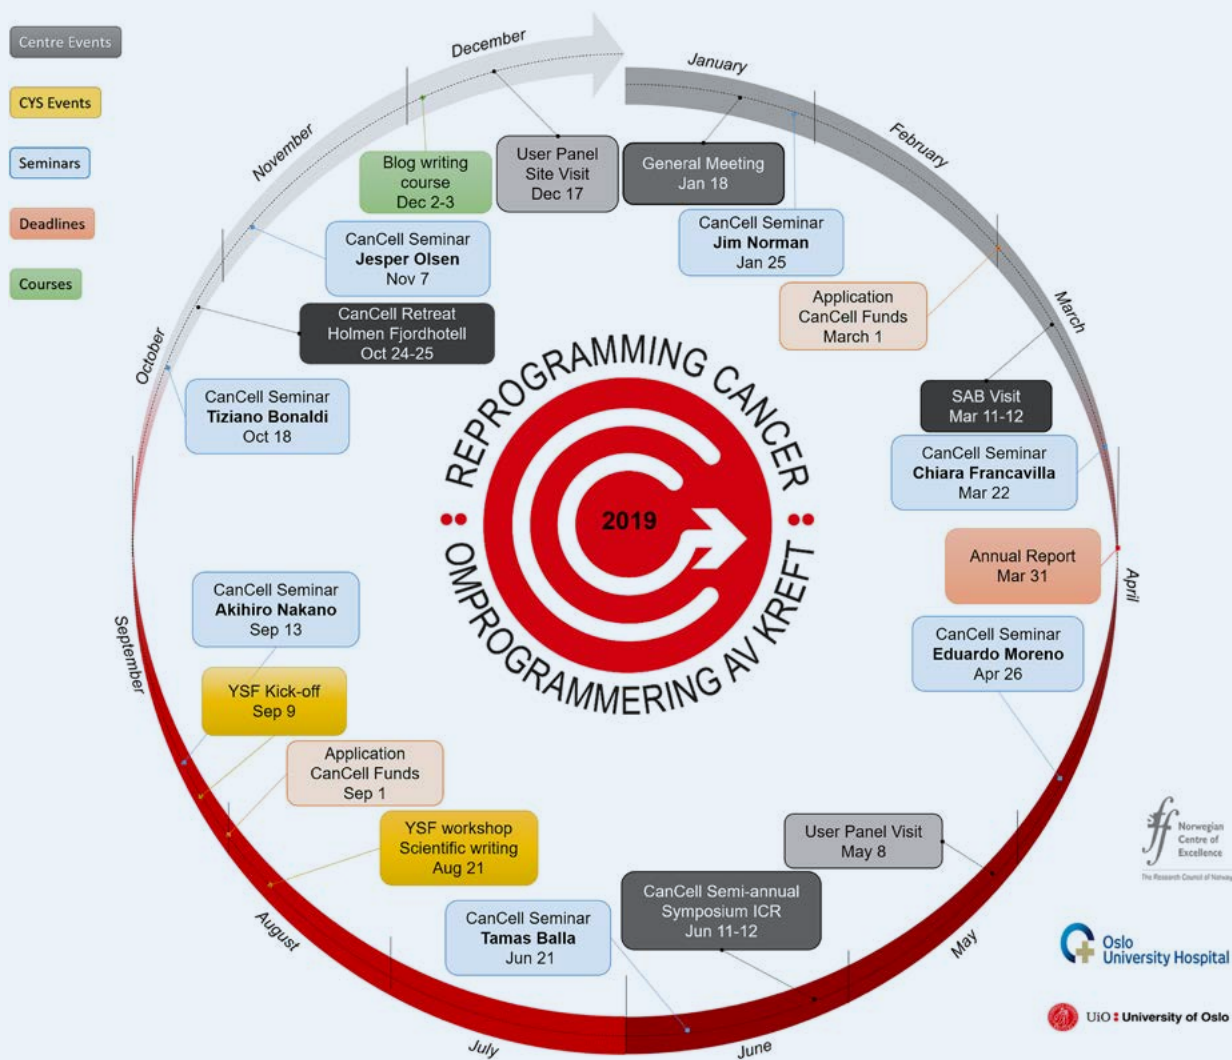 Centre Events
CYS Events
Seminars
Deadlines
Courses
January
February
March
April
May
June
July
August
September
October
November
December
General Meeting
Jan 18
CanCell Seminar
Jim Norman
Jan 25
Application
CanCell Funds
March 1
SAB Visit
Mar 11-12
CanCell Seminar
Chiara Francavilla
Mar 22
Annual Report
Mar 31
CanCell Seminar
Eduardo Moreno
Apr 26
User Panel Visit
May 8
CanCell Semi-annual
Symposium ICR
Jun 11-12
CanCell Seminar
Tamas Balla
Jun 21
YSF workshop
Scientific writing
Aug 21
Application
CanCell Funds
Sep 1
YSF Kick-off
Sep 9
CanCell Seminar
Akihiro Nakano
Sep 13
CanCell Seminar
Tiziano Bonaldi
Oct 18
CanCell Retreat
Holmen Fjordhotell
Oct 24-25
CanCell Seminar
Jesper Olsen
Nov 7
Blog writing
course
Dec 2-3
User Panel
Site Visit
Dec 17
REPROGRAMMING CANCER
2019
OMPROGRAMMERING AV KREFT
Norwegian
Centre of
Excellence
The Research Council of Norway
Oslo
University Hospital
UiO : University of Oslo